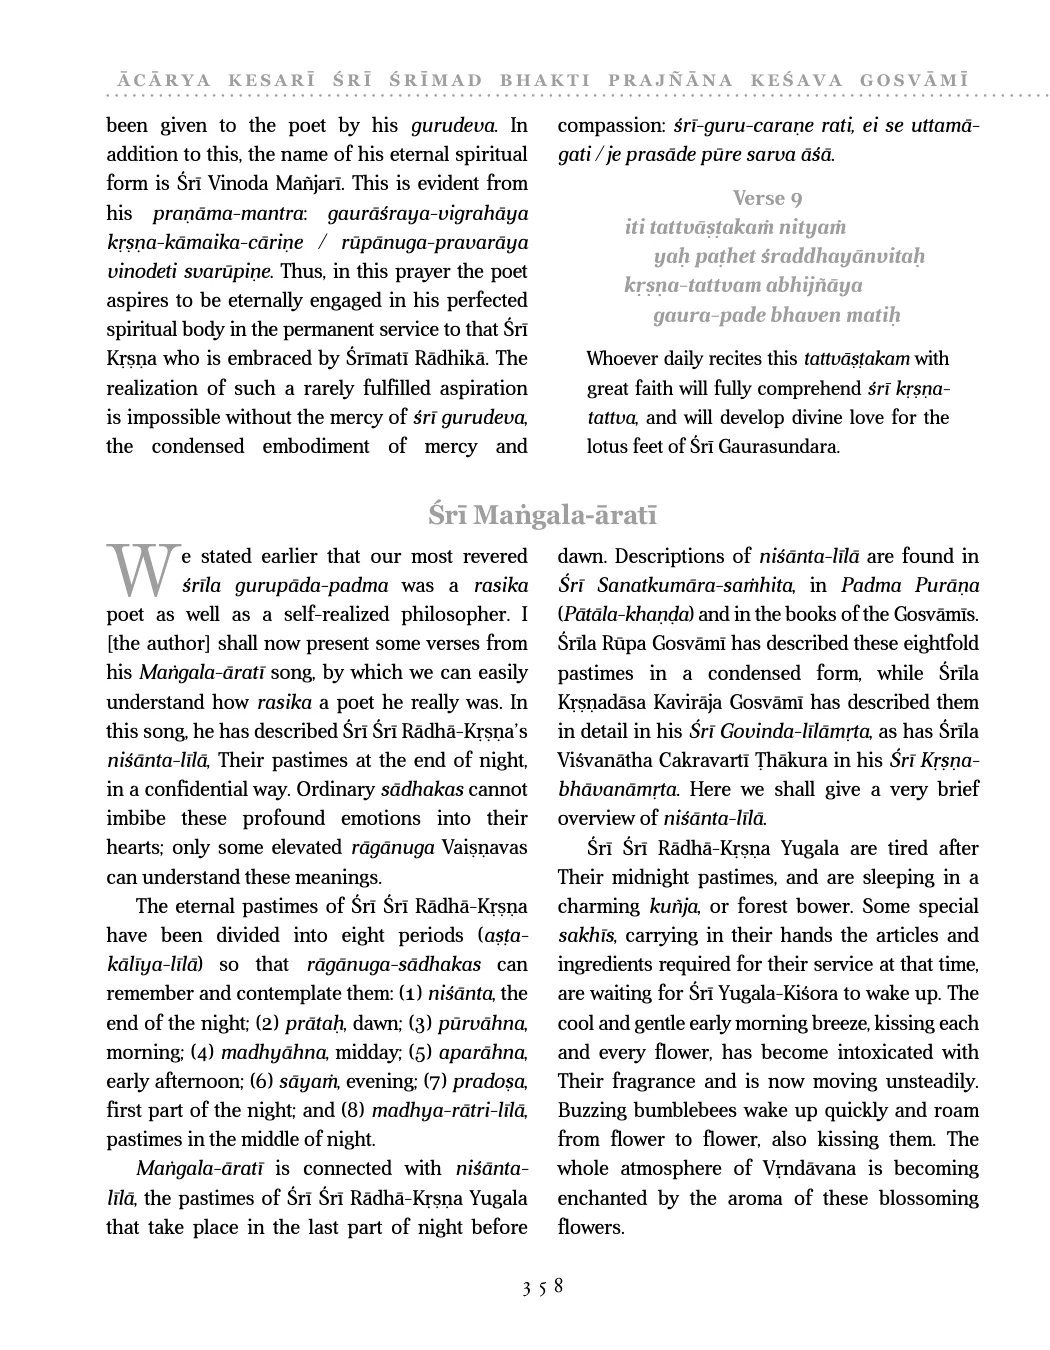 ĀCĀRYA KESARĪ ŚRĪ ŚRĪMAD BHAKTI PRAJÑĀNA KEŚAVA GOSVĀMĪ
been given to the poet by his gurudeva. In
addition to this, the name of his eternal spiritual
form is Śrī Vinoda Mañjarī. This is evident from
his praṇāma-mantra: gaurāśraya-vigrahāya
kṛṣṇa-kāmaika-cāriṇe / rūpānuga-pravarāya
vinodeti svarūpiṇe. Thus, in this prayer the poet
aspires to be eternally engaged in his perfected
spiritual body in the permanent service to that Śrī
Kṛṣṇa who is embraced by Śrīmatī Rādhikā. The
realization of such a rarely fulfilled aspiration
is impossible without the mercy of śrī gurudeva,
the condensed embodiment of mercy and
compassion: śrī-guru-caraṇe rati, ei se uttamā-
gati / je prasāde pūre sarva āśā.
Verse 9
iti tattvāṣṭakaṁ nityaṁ
yaḥ paṭhet śraddhayānvitaḥ
kṛṣṇa-tattvam abhijñāya
gaura-pade bhaven matiḥ
Whoever daily recites this tattvāṣṭakam with
great faith will fully comprehend śrī kṛṣṇa-
tattva, and will develop divine love for the
lotus feet of Śrī Gaurasundara.
Śrī Maṅgala-āratī
We stated earlier that our most revered
śrīla gurupāda-padma was a rasika
poet as well as a self-realized philosopher. I
[the author] shall now present some verses from
his Maṅgala-āratī song, by which we can easily
understand how rasika a poet he really was. In
this song, he has described Śrī Śrī Rādhā-Kṛṣṇa’s
niśānta-līlā, Their pastimes at the end of night,
in a confidential way. Ordinary sādhakas cannot
imbibe these profound emotions into their
hearts; only some elevated rāgānuga Vaiṣṇavas
can understand these meanings.
The eternal pastimes of Śrī Śrī Rādhā-Kṛṣṇa
have been divided into eight periods (aṣṭa-
kālīya-līlā) so that rāgānuga-sādhakas can
remember and contemplate them: (1) niśānta, the
end of the night; (2) prātaḥ, dawn; (3) pūrvāhna,
morning; (4) madhyāhna, midday; (5) aparāhna,
early afternoon; (6) sāyaṁ, evening; (7) pradoṣa,
first part of the night; and (8) madhya-rātri-līlā,
pastimes in the middle of night.
Maṅgala-āratī is connected with niśānta-
līlā, the pastimes of Śrī Śrī Rādhā-Kṛṣṇa Yugala
that take place in the last part of night before
dawn. Descriptions of niśānta-līlā are found in
Śrī Sanatkumāra-saṁhita, in Padma Purāṇa
(Pātāla-khaṇḍa) and in the books of the Gosvāmīs.
Śrīla Rūpa Gosvāmī has described these eightfold
pastimes in a condensed form, while Śrīla
Kṛṣṇadāsa Kavirāja Gosvāmī has described them
in detail in his Śrī Govinda-līlāmṛta, as has Śrīla
Viśvanātha Cakravartī Ṭhākura in his Śrī Kṛṣṇa-
bhāvanāmṛta. Here we shall give a very brief
overview of niśānta-līlā.
Śrī Śrī Rādhā-Kṛṣṇa Yugala are tired after
Their midnight pastimes, and are sleeping in a
charming kuñja, or forest bower. Some special
sakhīs, carrying in their hands the articles and
ingredients required for their service at that time,
are waiting for Śrī Yugala-Kiśora to wake up. The
cool and gentle early morning breeze, kissing each
and every flower, has become intoxicated with
Their fragrance and is now moving unsteadily.
Buzzing bumblebees wake up quickly and roam
from flower to flower, also kissing them. The
whole atmosphere of Vṛndāvana is becoming
enchanted by the aroma of these blossoming
flowers.
358